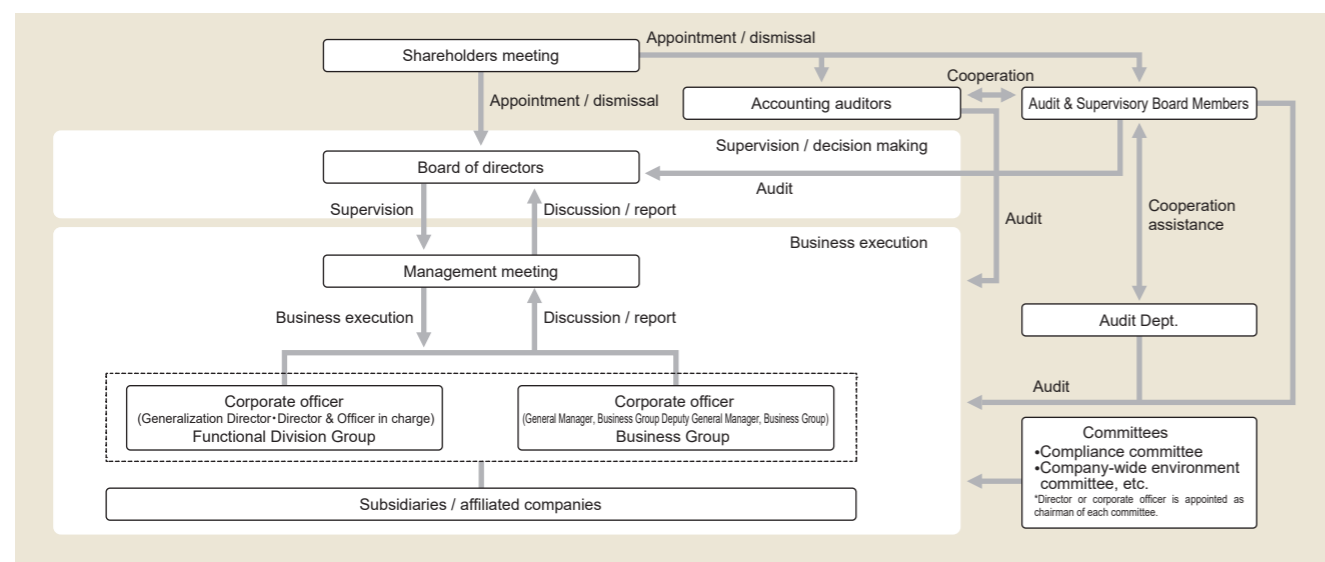 Appointment / dismissal
Shareholders meeting
Cooperation
Appointment / dismissal
Accounting auditors
Audit & Supervisory Board Members
Supervision / decision making
Board of directors
Audit
Supervision
Discussion / report
Cooperation
assistance
Audit
Business execution
Management meeting
Business execution
Discussion / report
Audit Dept.
Audit
Corporate officer
(Generalization Director・Director & Officer in charge)
Functional Division Group
Corporate officer
(General Manager, Business Group Deputy General Manager, Business Group)
Business Group
Committees
•Compliance committee
•Company-wide environment
committee, etc.
*Director or corporate officer is appointed as
chairman of each committee.
Subsidiaries / affiliated companies